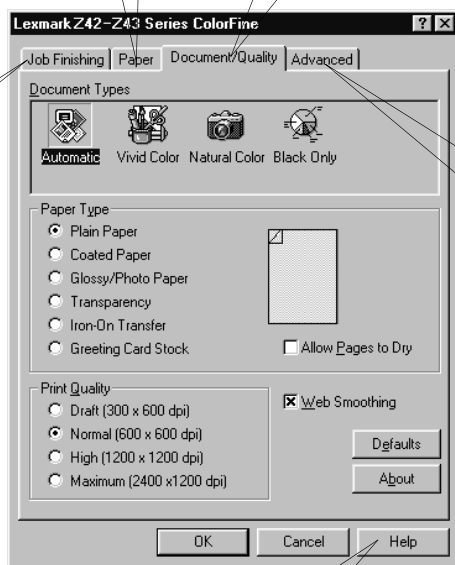 Lexmark Z42-Z43 Series ColorFine
Job Finishing Paper Document/Quality Advanced
Document Types
Automatic Vivid Color Natural Color Black Only
Paper Type
Plain Paper
Coated Paper
Glossy/Photo Paper
Transparency
Iron-On Transfer
Greeting Card Stock
Allow Pages to Dry
Print Quality
Draft (300 x 600 dpi)
Normal (600 x 600 dpi)
High (1200 x 1200 dpi)
Maximum (2400 x1200 dpi)
Web Smoothing
Defaults
About
OK Cancel Help